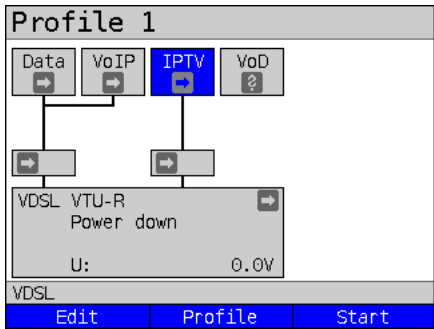 Profile 1
Data VoIP IPTV VoD
?
VDSL VTU-R
Power down
U: 0.0V
VDSL
Edit Profile Start